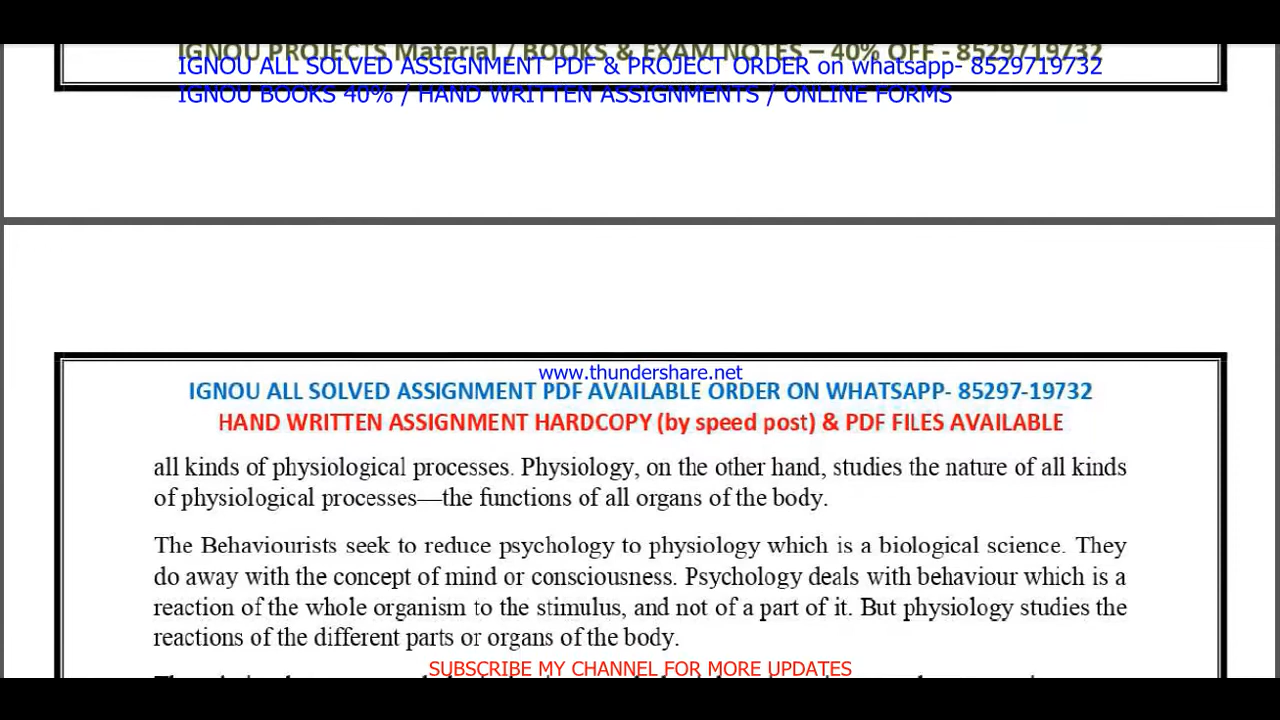 IGNOU PROJECTS Material / BOOKS & EXAM NOTES – 40% OFF - 8529719732
IGNOU ALL SOLVED ASSIGNMENT PDF & PROJECT ORDER on whatsapp- 8529719732
IGNOU BOOKS 40% / HAND WRITTEN ASSIGNMENTS / ONLINE FORMS
www.thundershare.net
IGNOU ALL SOLVED ASSIGNMENT PDF AVAILABLE ORDER ON WHATSAPP- 85297-19732
HAND WRITTEN ASSIGNMENT HARDCOPY (by speed post) & PDF FILES AVAILABLE
all kinds of physiological processes. Physiology, on the other hand, studies the nature of all kinds
of physiological processes—the functions of all organs of the body.
The Behaviourists seek to reduce psychology to physiology which is a biological science. They
do away with the concept of mind or consciousness. Psychology deals with behaviour which is a
reaction of the whole organism to the stimulus, and not of a part of it. But physiology studies the
reactions of the different parts or organs of the body.
SUBSCRIBE MY CHANNEL FOR MORE UPDATES